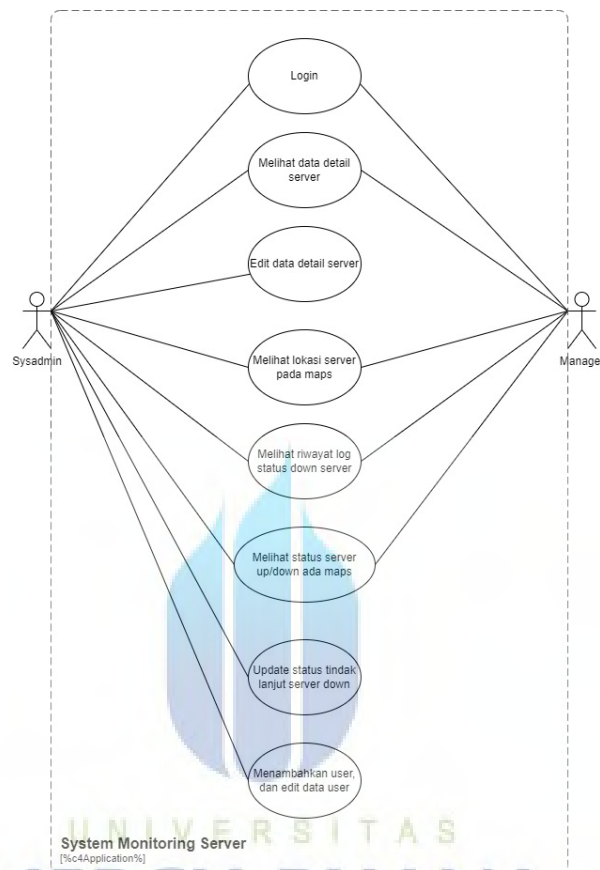 Login
Melihat data detail
server
Edit data detail server
Sysadmin
Manage
Melihat lokasi server
pada maps
Melihat riwayat log
status down server
Melihat status server
up/down ada maps
Update status tindak
lanjut server down
Menambahkan user,
dan edit data user
UNIVERSITAS
System Monitoring Server
[%c4Application%]